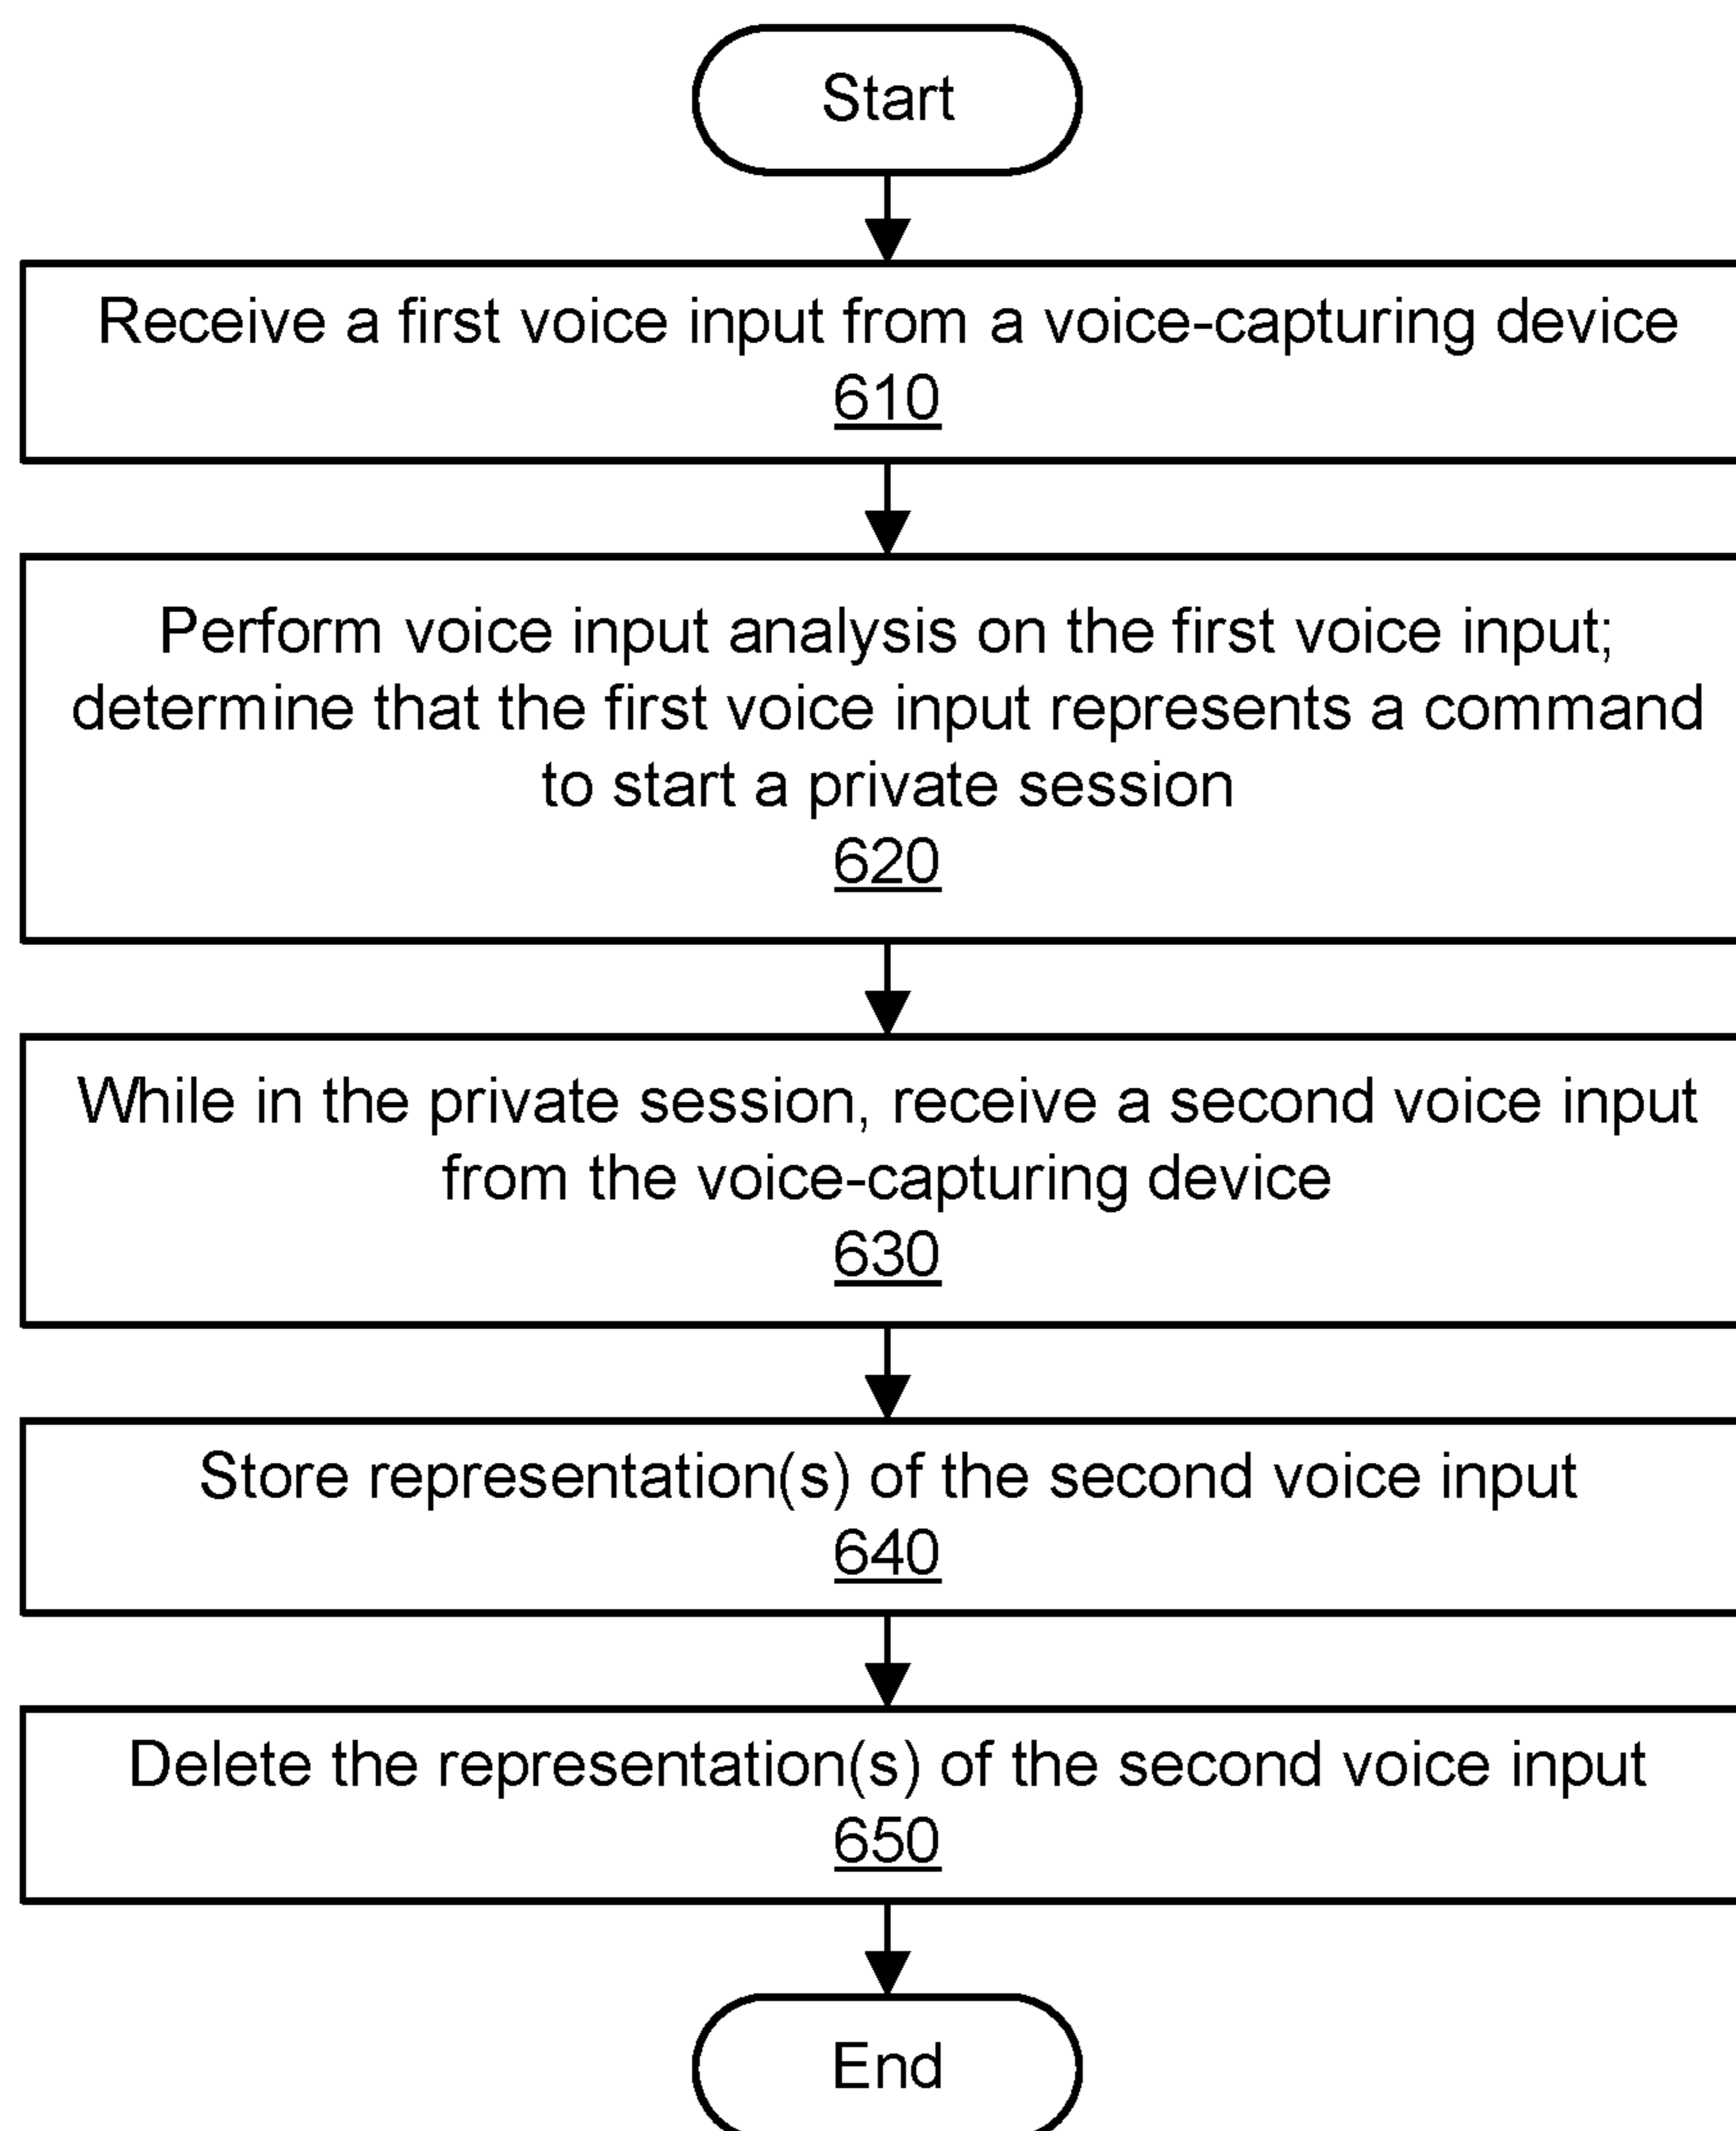 Start
Receive a first voice input from a voice-capturing device
610
Perform voice input analysis on the first voice input;
determine that the first voice input represents a command
to start a private session
620
While in the private session, receive a second voice input
from the voice-capturing device
630
Store representation(s) of the second voice input
640
Delete the representation(s) of the second voice input
650
End